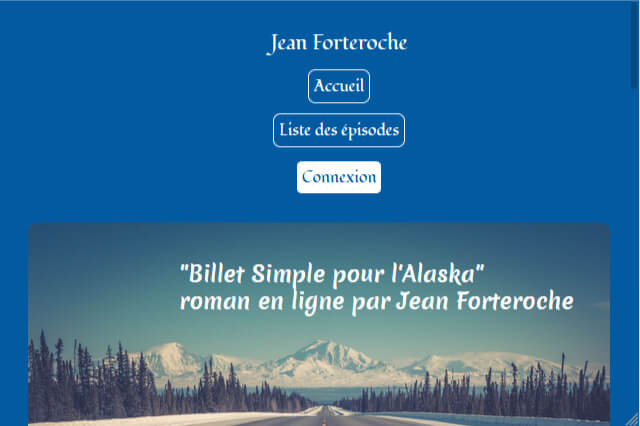 Jean Forteroche
Accueil
Liste des épisodes
Connexion
"Billet Simple pour l'Alaska"
roman en ligne par Jean Forteroche